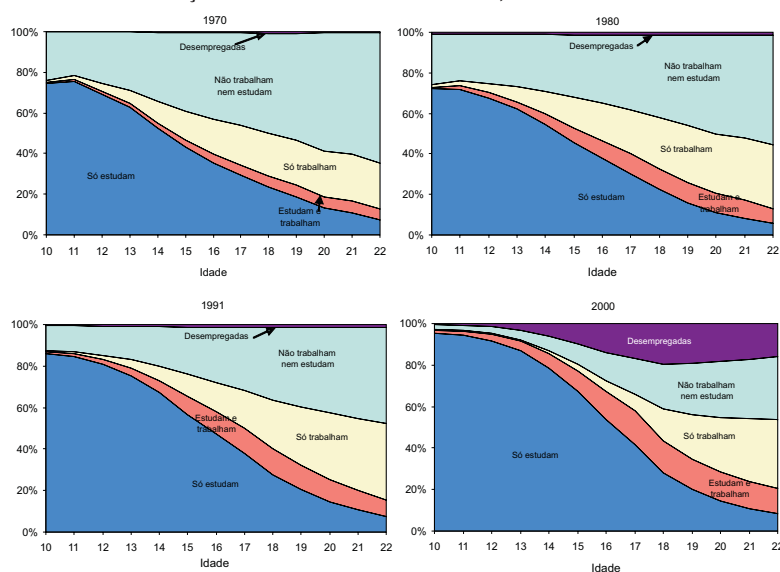 1970
100%
80%
60%
40%
20%
0%
Desempregadas
Não trabalham
nem estudam
Só trabalham
Só estudam
Estudam e
trabalham
10 11 12 13 14 15 16 17 18 19 20 21 22
Idade
1980
100%
80%
60%
40%
20%
0%
Desempregadas
Não trabalham
nem estudam
Só trabalham
Só estudam
Estudam e
trabalham
10 11 12 13 14 15 16 17 18 19 20 21 22
Idade
1991
100%
80%
60%
40%
20%
0%
Desempregadas
Não trabalham
nem estudam
Estudam e
trabalham
Só trabalham
Só estudam
10 11 12 13 14 15 16 17 18 19 20 21 22
Idade
2000
100%
80%
60%
40%
20%
0%
Desempregadas
Não trabalham
nem estudam
Só trabalham
Só estudam
Estudam e
trabalham
10 11 12 13 14 15 16 17 18 19 20 21 22
Idade